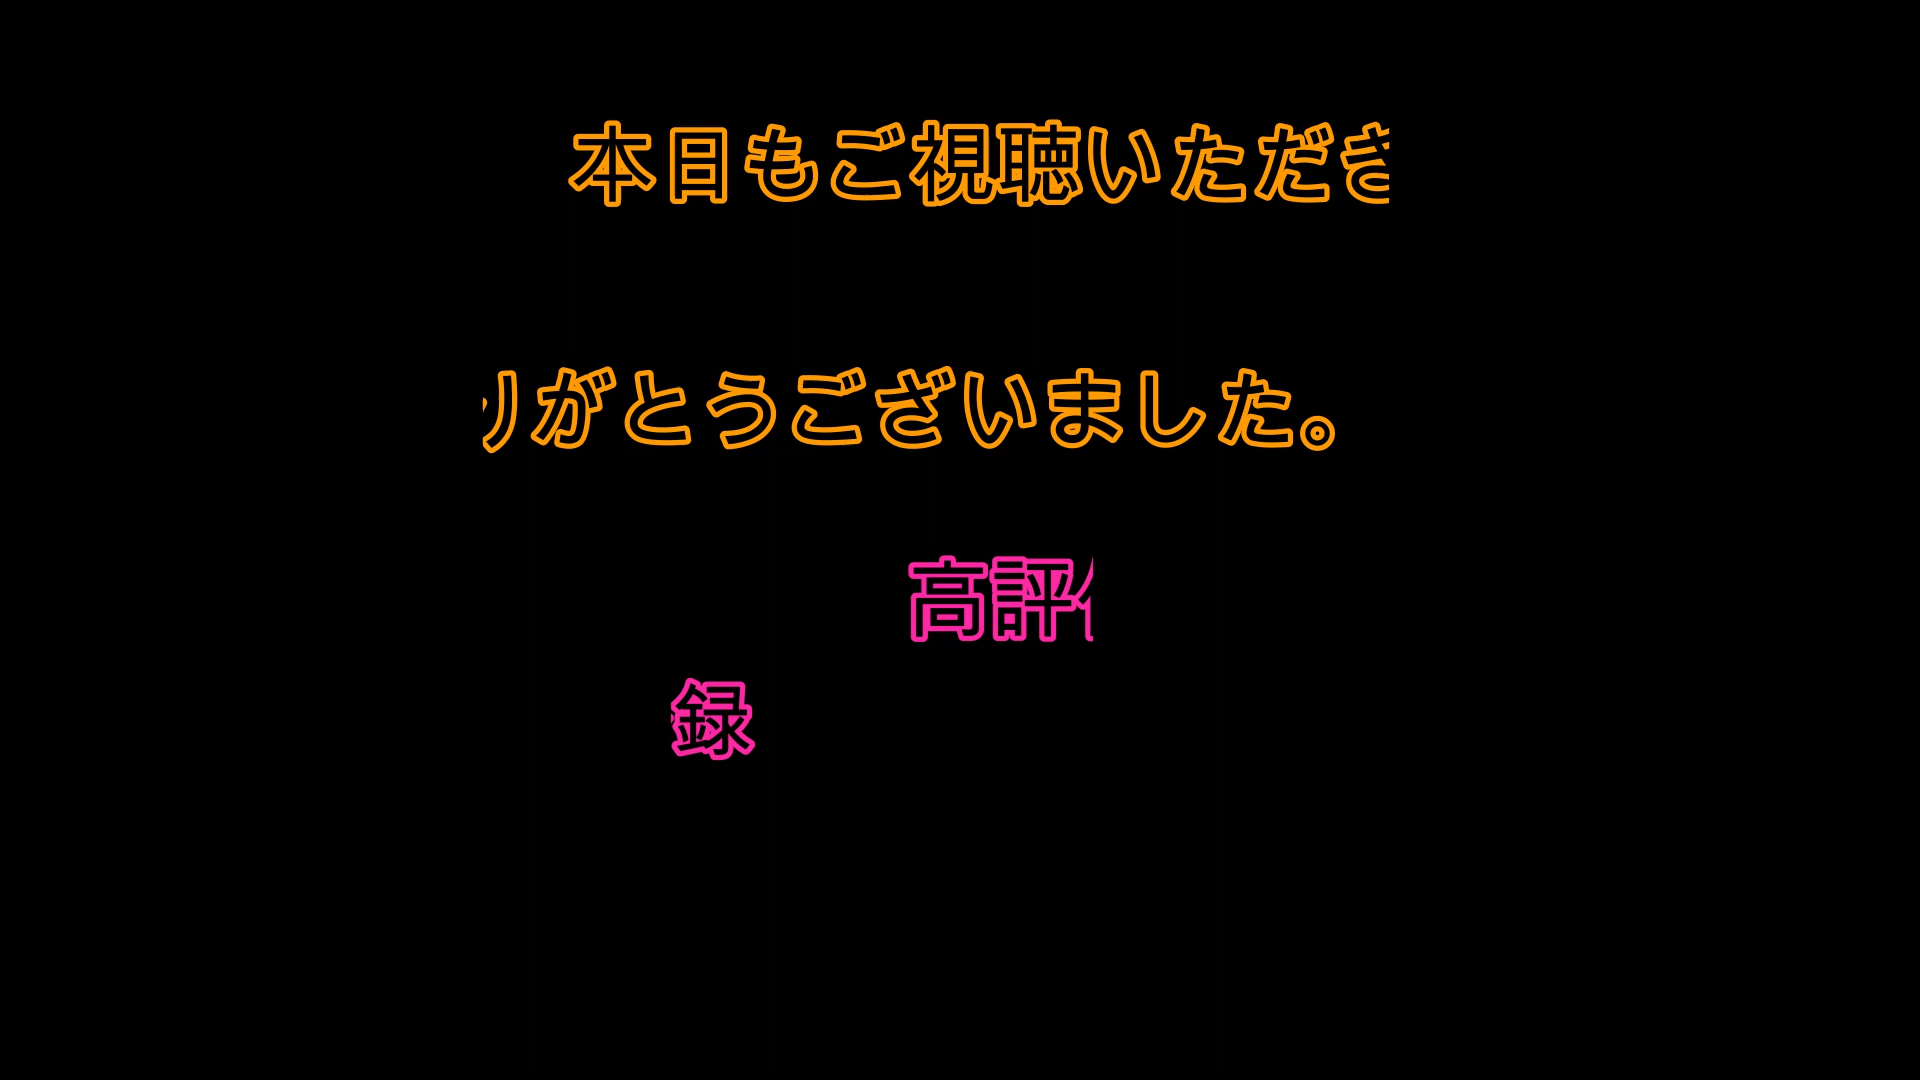 本日もご視聴いただき
りがとうございました。
高評
録